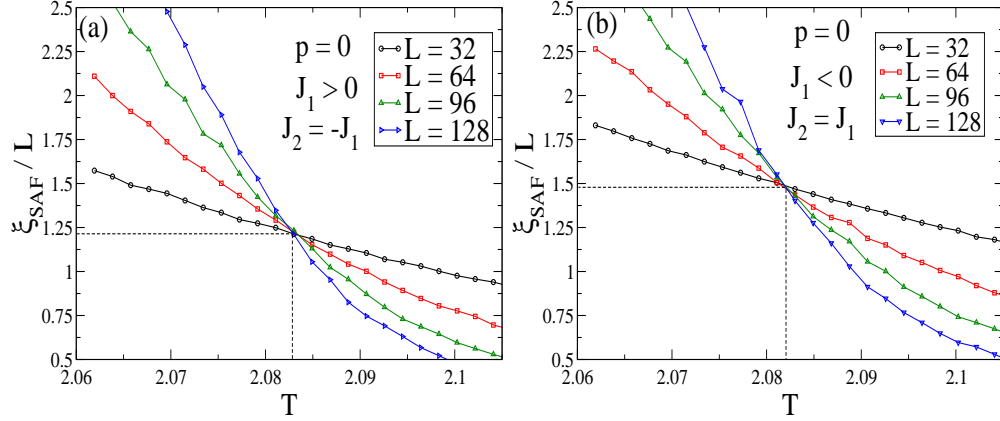 (a)
p = 0
J1 > 0
J2 = -J1
L = 32
L = 64
L = 96
L = 128
ξSAF / L
2.5
2.25
2
1.75
1.5
1.25
1
0.75
0.5
2.06
2.07
2.08
2.09
2.1
T
(b)
p = 0
J1 < 0
J2 = J1
L = 32
L = 64
L = 96
L = 128
ξSAF / L
2.5
2.25
2
1.75
1.5
1.25
1
0.75
0.5
2.06
2.07
2.08
2.09
2.1
T